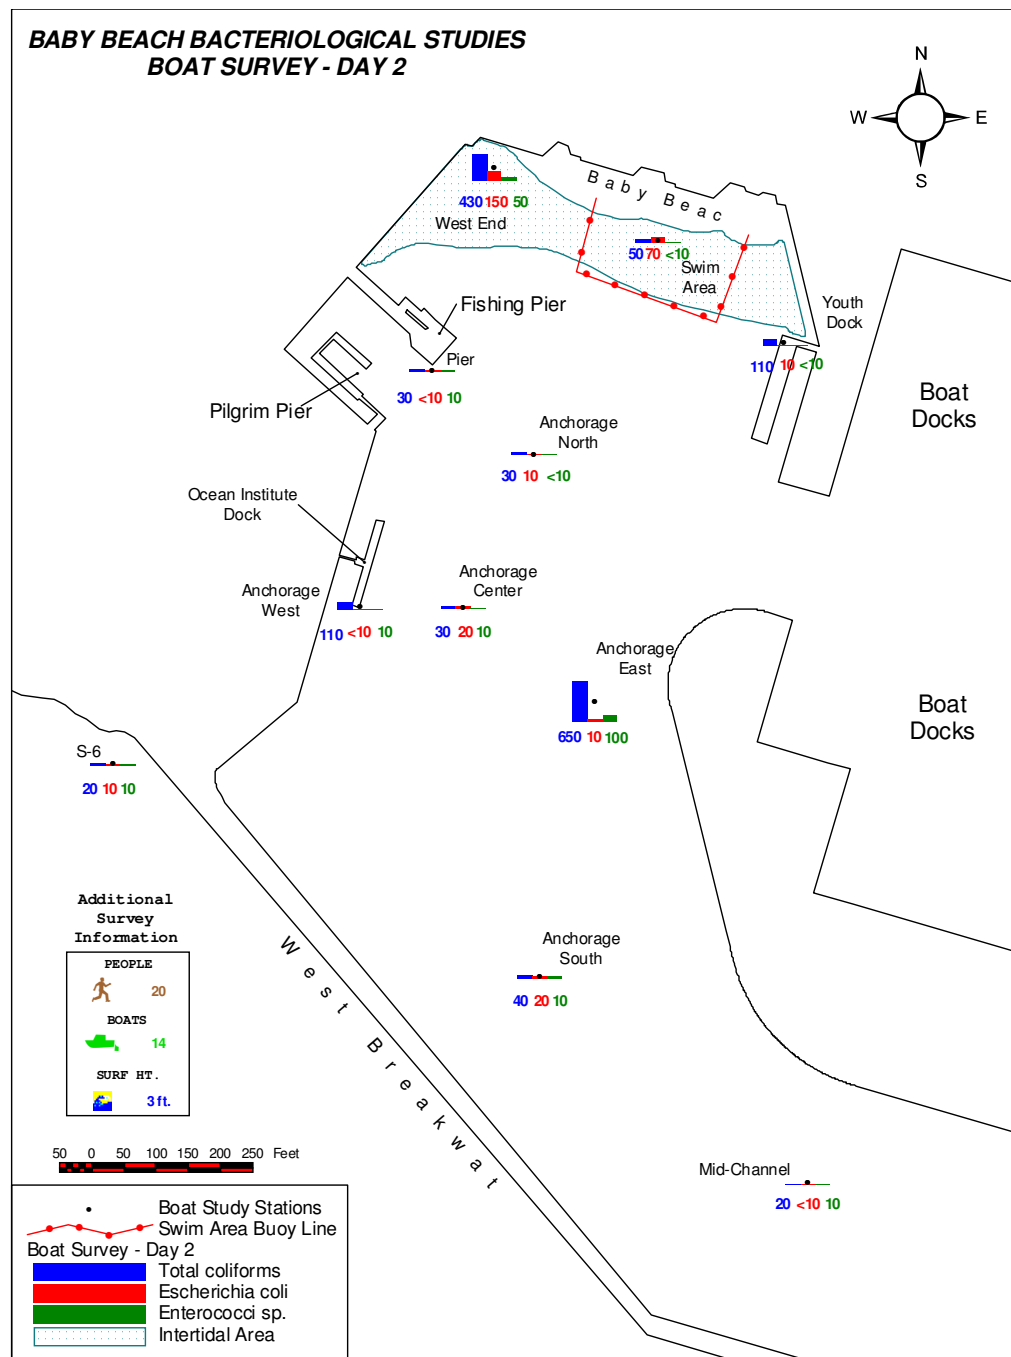 BABY BEACH BACTERIOLOGICAL STUDIES
BOAT SURVEY - DAY 2
N
W E
S
Baby Beac
430 150 50
West End
50 70 <10
Swim
Area
Youth
Dock
110 10 <10
Fishing Pier
Pier
30 <10 10
Pilgrim Pier
Boat
Docks
Anchorage
North
30 10 <10
Ocean Institute
Dock
Anchorage
West
110 <10 10
Anchorage
Center
30 20 10
Anchorage
East
650 10 100
Boat
Docks
S-6
20 10 10
Additional
Survey
Information
PEOPLE
20
BOATS
14
SURF HT.
3 ft.
West Breakwat
Anchorage
South
40 20 10
Mid-Channel
20 <10 10
50 0 50 100 150 200 250 Feet
Boat Study Stations
Swim Area Buoy Line
Boat Survey - Day 2
Total coliforms
Escherichia coli
Enterococci sp.
Intertidal Area